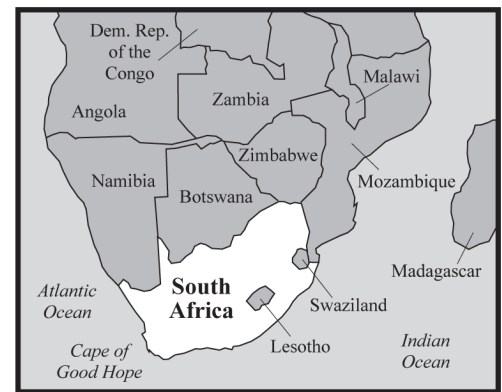 Dem. Rep.
of the
Congo
Malawi
Angola
Zambia
Zimbabwe
Namibia
Mozambique
Botswana
Madagascar
South
Africa
Atlantic
Ocean
Swaziland
Lesotho
Cape of
Good Hope
Indian
Ocean